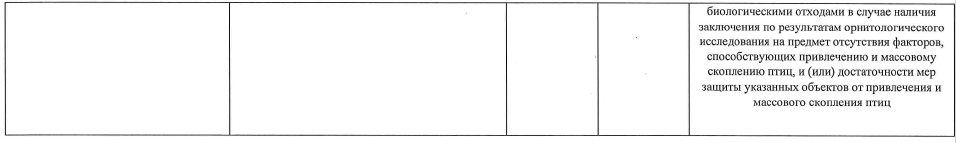 биологическими отходами в случае наличия
заключения по результатам орнитологического
исследования на предмет отсутствия факторов,
способствующих привлечению и массовому
скоплению птиц, и (или) достаточности мер
защиты указанных объектов от привлечения и
массового скопления птиц